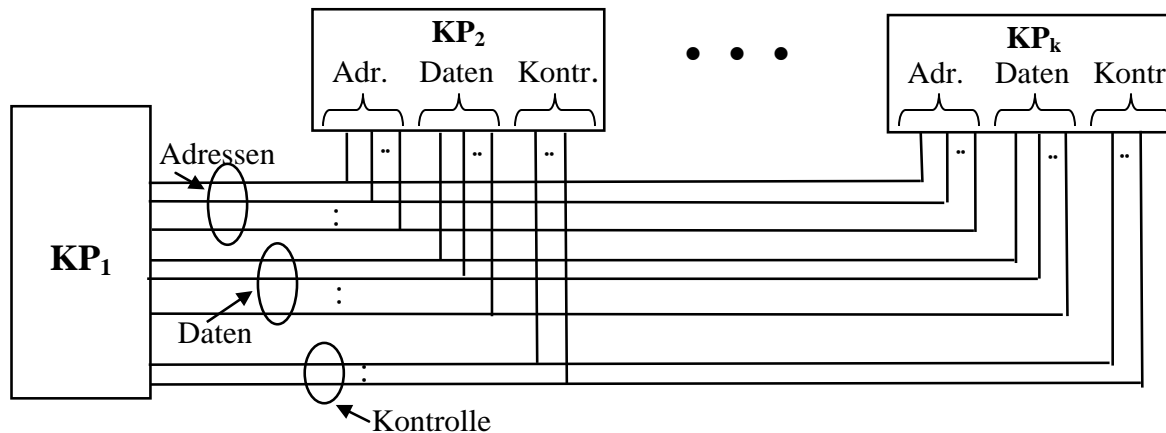 KP₂
Adr. Daten Kontr.
KPₖ
Adr. Daten Kontr
Adressen
KP₁
Daten
Kontrolle